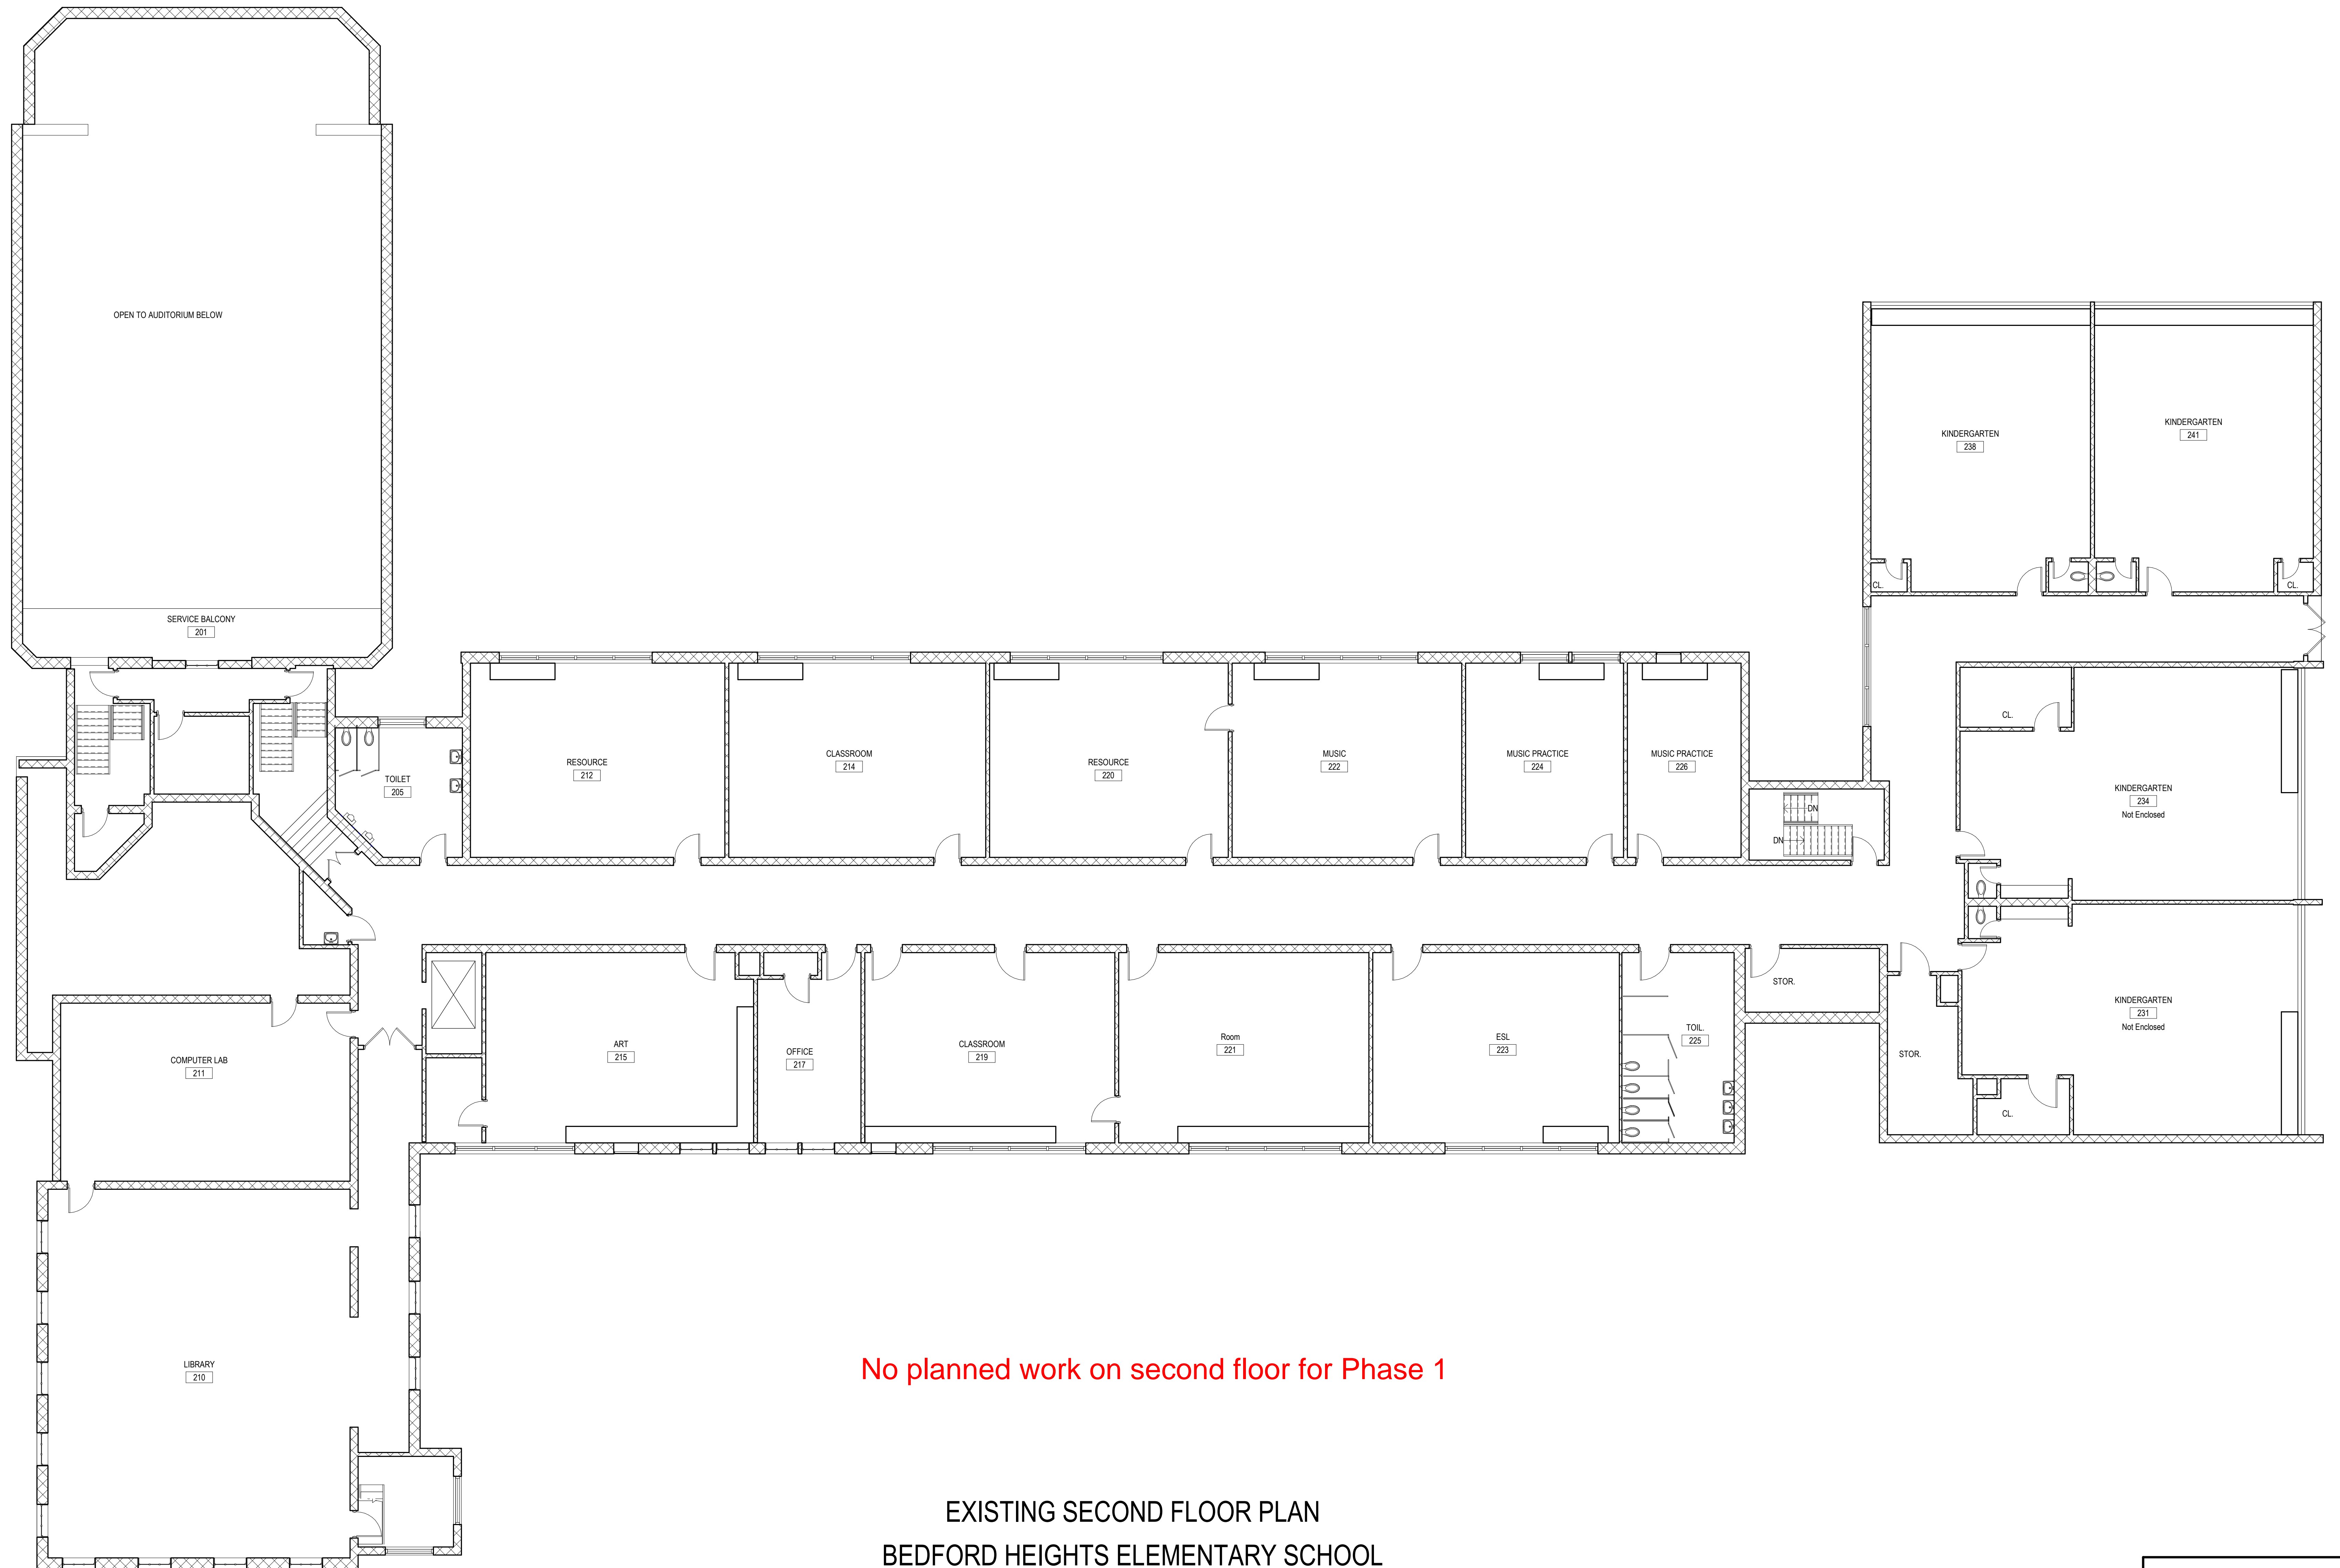 OPEN TO AUDITORIUM BELOW
SERVICE BALCONY
201
KINDERGARTEN
238
KINDERGARTEN
241
CL.
CL.
TOILET
205
RESOURCE
212
CLASSROOM
214
RESOURCE
220
MUSIC
222
MUSIC PRACTICE
224
MUSIC PRACTICE
226
DN
DN
CL.
KINDERGARTEN
234
Not Enclosed
COMPUTER LAB
211
ART
215
OFFICE
217
CLASSROOM
219
Room
221
ESL
223
TOIL.
225
STOR.
STOR.
KINDERGARTEN
231
Not Enclosed
CL.
LIBRARY
210
No planned work on second floor for Phase 1
EXISTING SECOND FLOOR PLAN
BEDFORD HEIGHTS ELEMENTARY SCHOOL